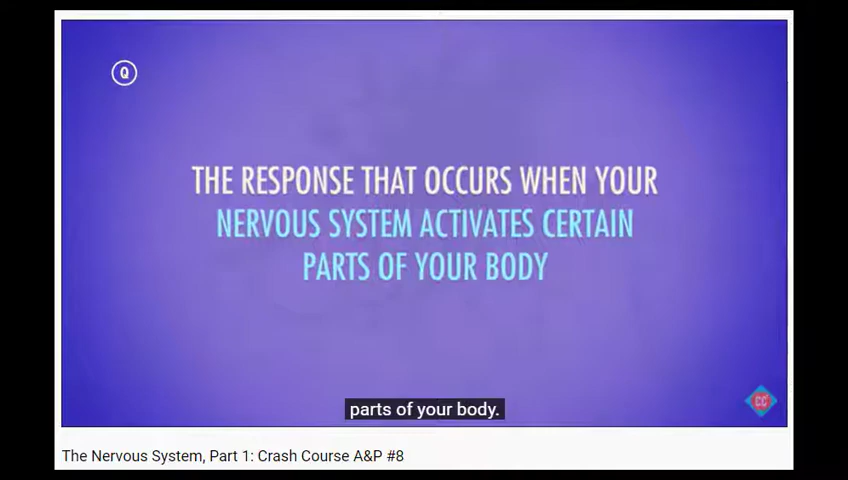 Q
THE RESPONSE THAT OCCURS WHEN YOUR
NERVOUS SYSTEM ACTIVATES CERTAIN
PARTS OF YOUR BODY
parts of your body.
CC
The Nervous System, Part 1: Crash Course A&P #8